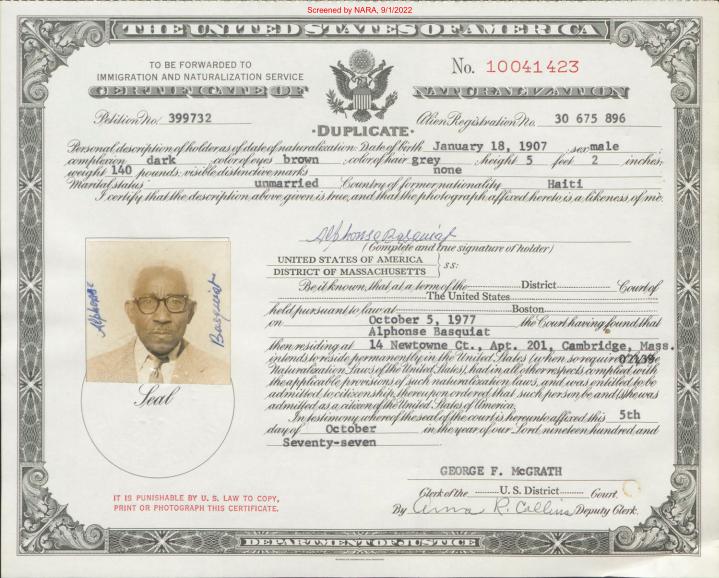 Screened by NARA, 9/1/2022
THE UNITED STATES OF AMERICA
TO BE FORWARDED TO
IMMIGRATION AND NATURALIZATION SERVICE
No. 10041423
CERTIFICATE OF NATURALIZATION
Petition No. 399732
Alien Registration No. 30 675 896
·DUPLICATE·
Personal description of holder as of date of naturalization: Date of birth January 18, 1907 ; sex male ;
complexion dark ; color of eyes brown ; color of hair grey ; height 5 feet 2 inches;
weight 140 pounds; visible distinctive marks none
Marital status unmarried Country of former nationality Haiti
I certify that the description above given is true, and that the photograph affixed hereto is a likeness of me.
Alphonse Basquiat
(Complete and true signature of holder)
UNITED STATES OF AMERICA
DISTRICT OF MASSACHUSETTS } ss:
Be it known, that at a term of the District Court of
The United States
held pursuant to law at Boston
on October 5, 1977 the Court having found that
Alphonse Basquiat
then residing at 14 Newtowne Ct., Apt. 201, Cambridge, Mass.
intends to reside permanently in the United States (when so required by the
Naturalization Laws of the United States), had in all other respects complied with
the applicable provisions of such naturalization laws, and was entitled to be
admitted to citizenship, thereupon ordered that such person be and (s)he was
admitted as a citizen of the United States of America.
In testimony whereof the seal of the court is hereunto affixed this 5th
day of October in the year of our Lord nineteen hundred and
Seventy-seven
Alphonse
Basquiat
Seal
GEORGE F. McGRATH
Clerk of the U. S. District Court.
By Anna R. Collins Deputy Clerk.
IT IS PUNISHABLE BY U. S. LAW TO COPY,
PRINT OR PHOTOGRAPH THIS CERTIFICATE.
DEPARTMENT OF JUSTICE